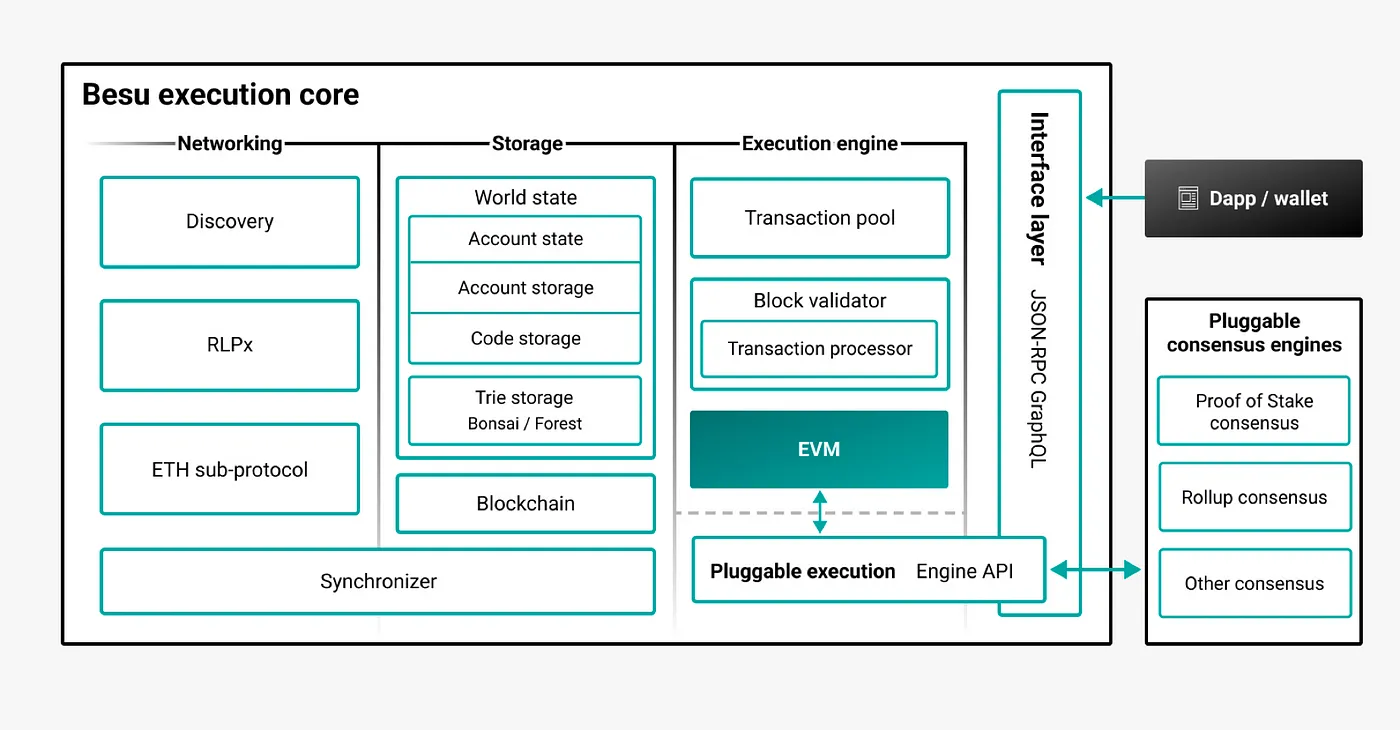 Besu execution core
Networking
Discovery
RLPx
ETH sub-protocol
Storage
World state
Account state
Account storage
Code storage
Trie storage
Bonsai / Forest
Blockchain
Synchronizer
Execution engine
Transaction pool
Block validator
Transaction processor
EVM
Pluggable execution Engine API
Interface layer JSON-RPC GraphQL
Dapp / wallet
Pluggable
consensus engines
Proof of Stake
consensus
Rollup consensus
Other consensus